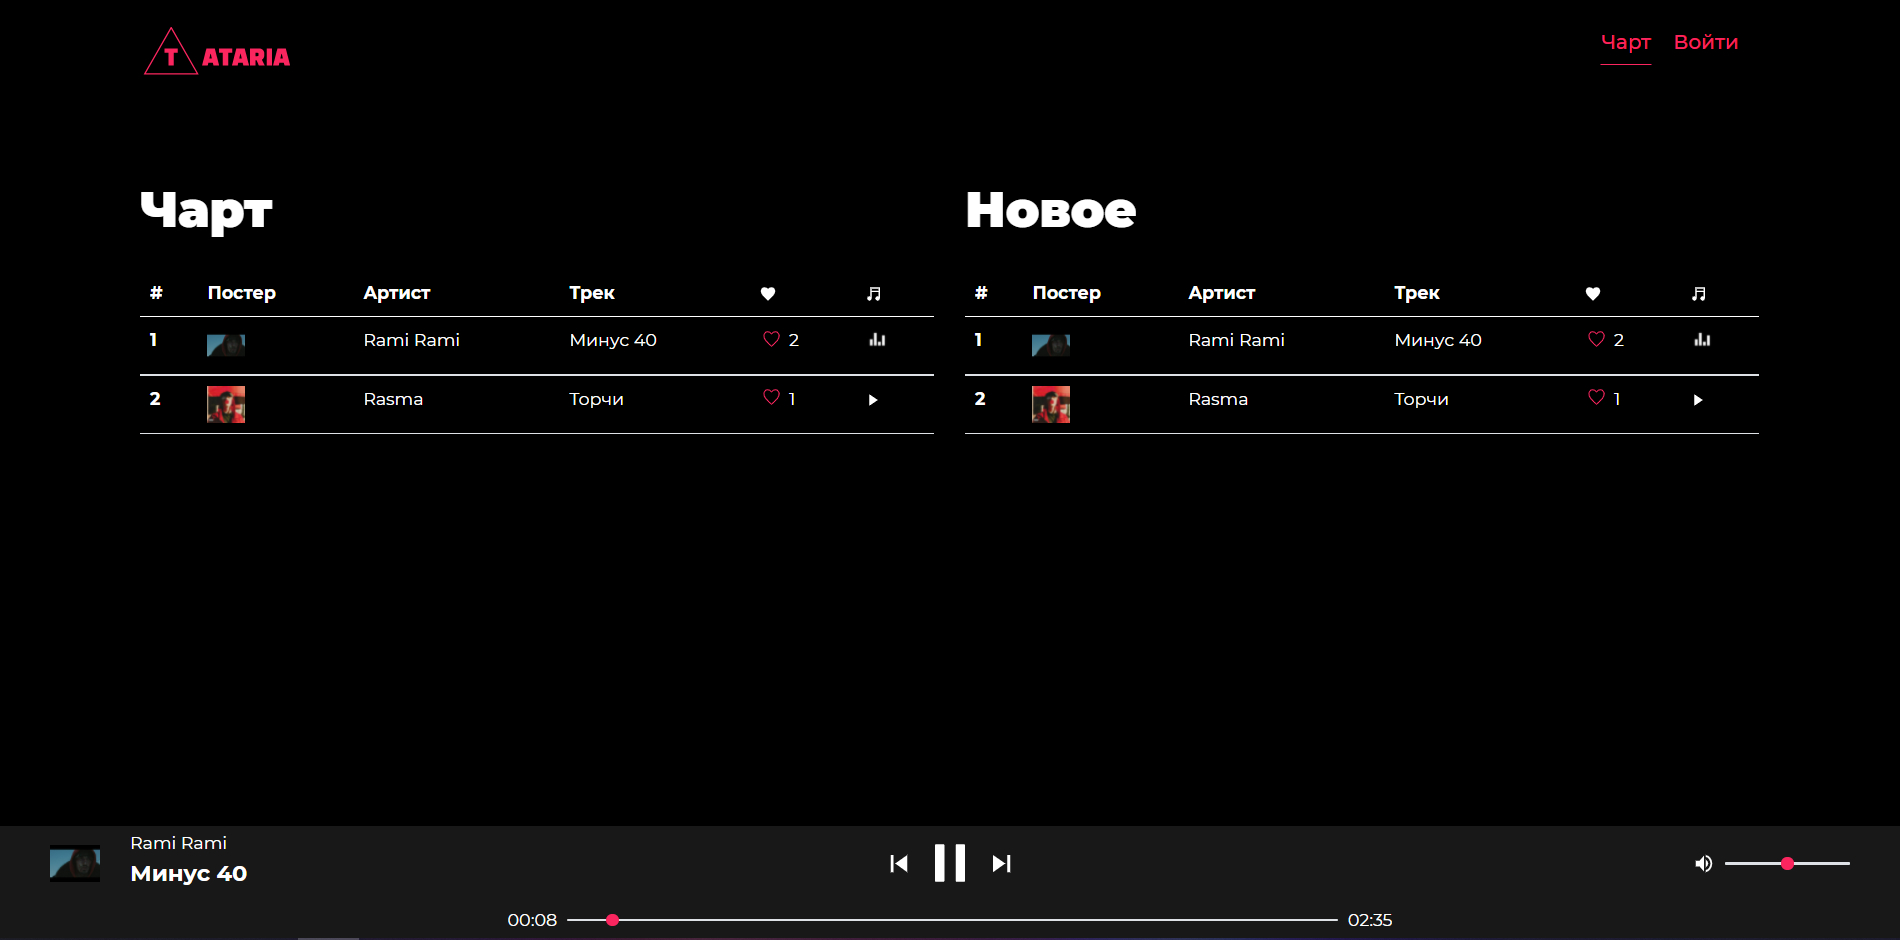 T ATARIA
Чарт Войти
Чарт
# Постер Артист Трек
1 Rami Rami Минус 40 2
2 Rasma Торчи 1
Новое
# Постер Артист Трек
1 Rami Rami Минус 40 2
2 Rasma Торчи 1
Rami Rami
Минус 40
00:08 02:35